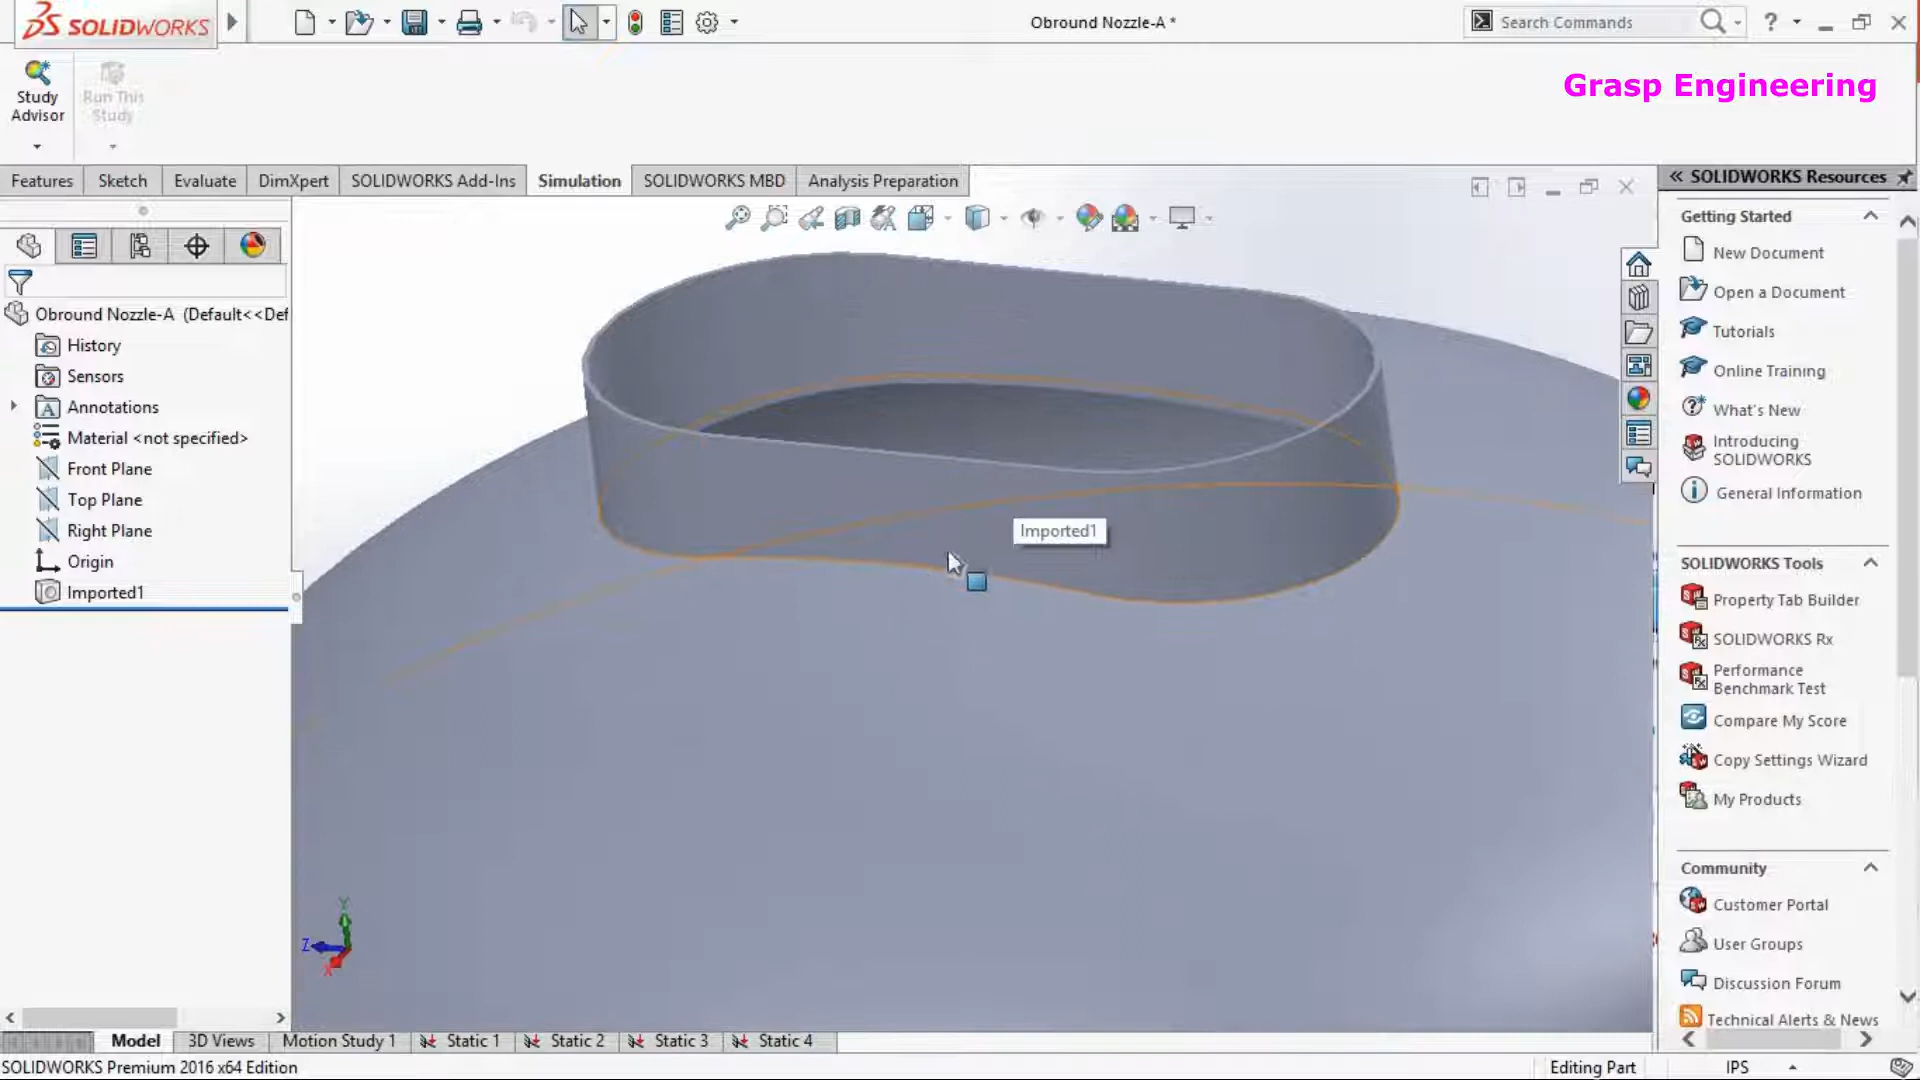 SOLIDWORKS
Obround Nozzle-A *
Search Commands
?
Study
Advisor
Run This
Study
Grasp Engineering
Features
Sketch
Evaluate
DimXpert
SOLIDWORKS Add-Ins
Simulation
SOLIDWORKS MBD
Analysis Preparation
SOLIDWORKS Resources
Obround Nozzle-A (Default<<Def
History
Sensors
Annotations
Material <not specified>
Front Plane
Top Plane
Right Plane
Origin
Imported1
Imported1
Y
Z
X
Getting Started
New Document
Open a Document
Tutorials
Online Training
What's New
Introducing
SOLIDWORKS
General Information
SOLIDWORKS Tools
Property Tab Builder
SOLIDWORKS Rx
Performance
Benchmark Test
Compare My Score
Copy Settings Wizard
My Products
Community
Customer Portal
User Groups
Discussion Forum
Technical Alerts & News
Model
3D Views
Motion Study 1
Static 1
Static 2
Static 3
Static 4
SOLIDWORKS Premium 2016 x64 Edition
Editing Part
IPS